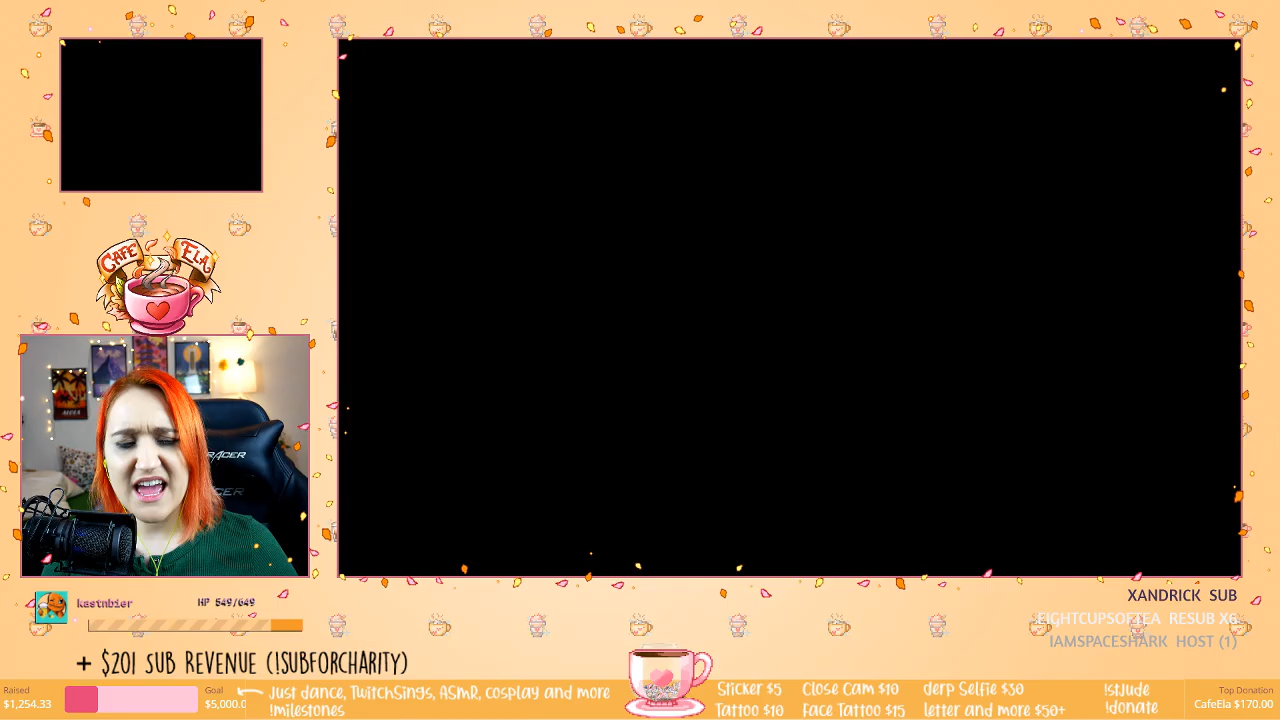 CAFE ELA
RACER
kastnbier HP 549/649
XANDRICK SUB
EIGHTCUPSOFTEA RESUB X6
IAMSPACESHARK HOST (1)
+ $201 SUB REVENUE (!SUBFORCHARITY)
Raised
$1,254.33
Goal
$5,000.0
Just dance, TwitchSings, ASMR, cosplay and more
!milestones
Sticker $5 Close Cam $10 derp Selfie $30 !stJude
Tattoo $10 Face Tattoo $15 letter and more $50+ !donate
Top Donation
CafeEla $170.00